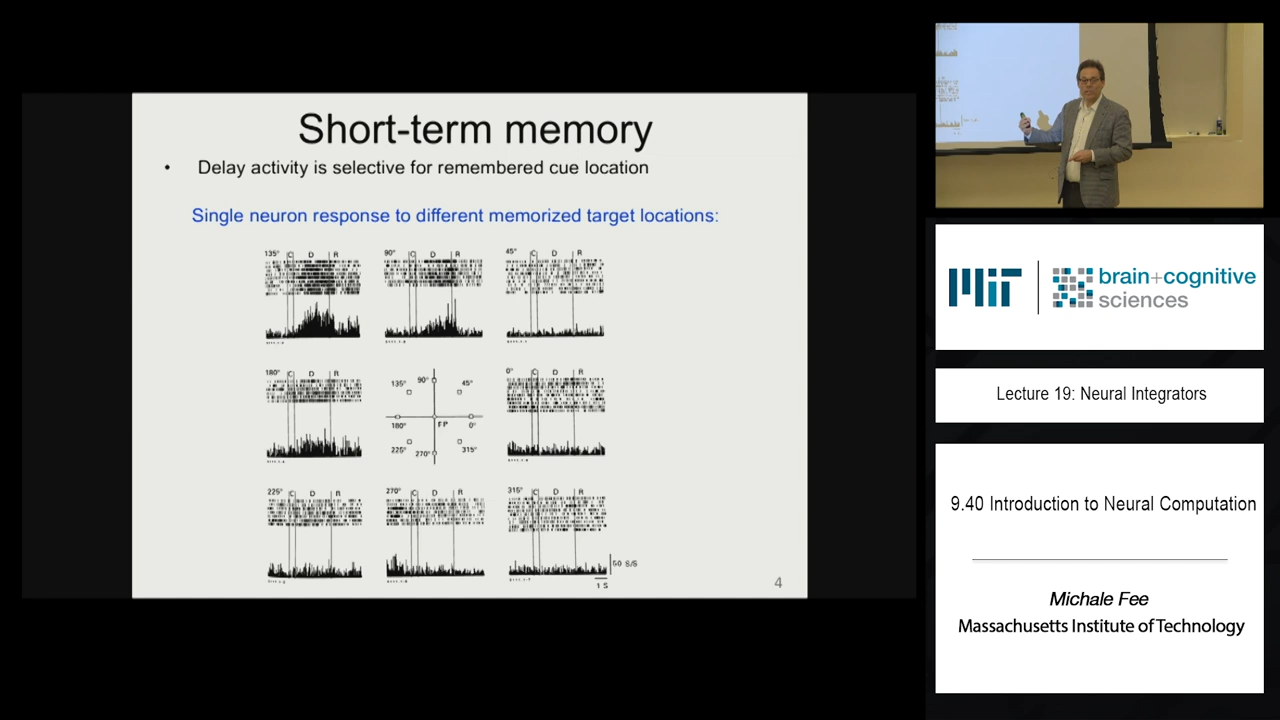 Short-term memory
• Delay activity is selective for remembered cue location
Single neuron response to different memorized target locations:
135° C D R
90° C D R
45° C D R
180° C D R
135° 90° 45°
180° FP 0°
225° 270° 315°
0° C D R
225° C D R
270° C D R
315° C D R
50 S/S
1 S
4
MIT brain+cognitive
sciences
Lecture 19: Neural Integrators
9.40 Introduction to Neural Computation
Michale Fee
Massachusetts Institute of Technology